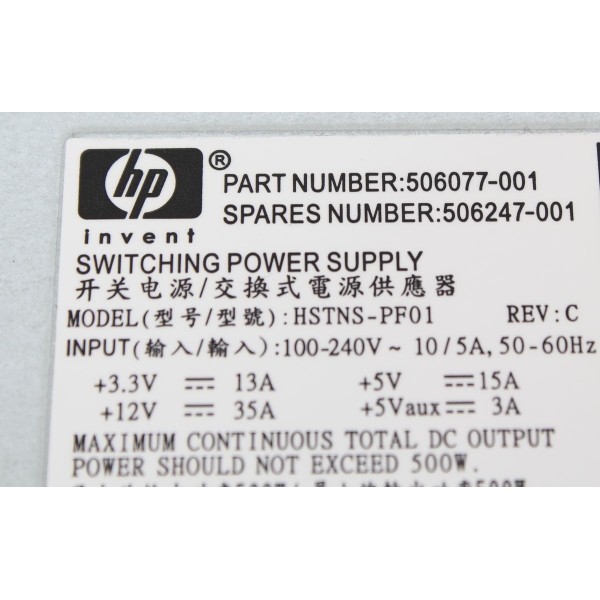 hp ®
invent
PART NUMBER:506077-001
SPARES NUMBER:506247-001
SWITCHING POWER SUPPLY
开关电源/交換式電源供應器
MODEL(型号/型號):HSTNS-PF01 REV:C
INPUT(输入/輸入):100-240V~ 10/5A, 50-60Hz
+3.3V ⎓ 13A +5V ⎓ 15A
+12V ⎓ 35A +5Vaux ⎓ 3A
MAXIMUM CONTINUOUS TOTAL DC OUTPUT
POWER SHOULD NOT EXCEED 500W.